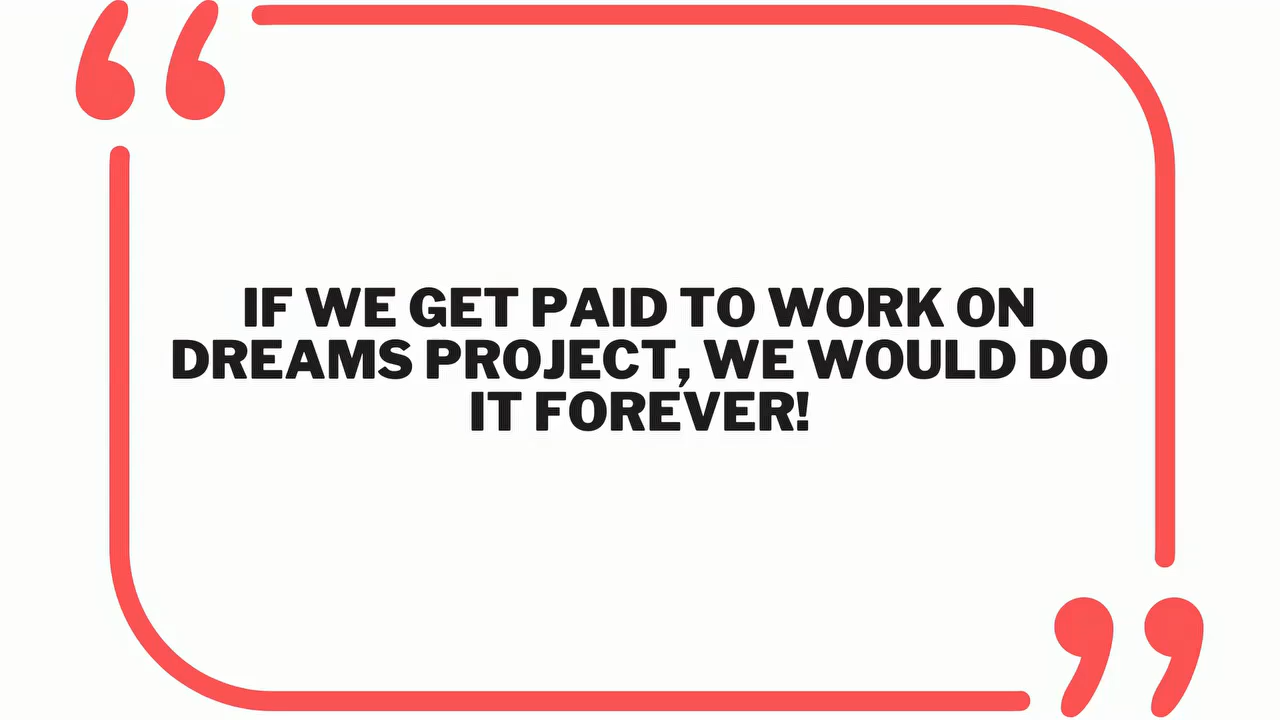 IF WE GET PAID TO WORK ON
DREAMS PROJECT, WE WOULD DO
IT FOREVER!